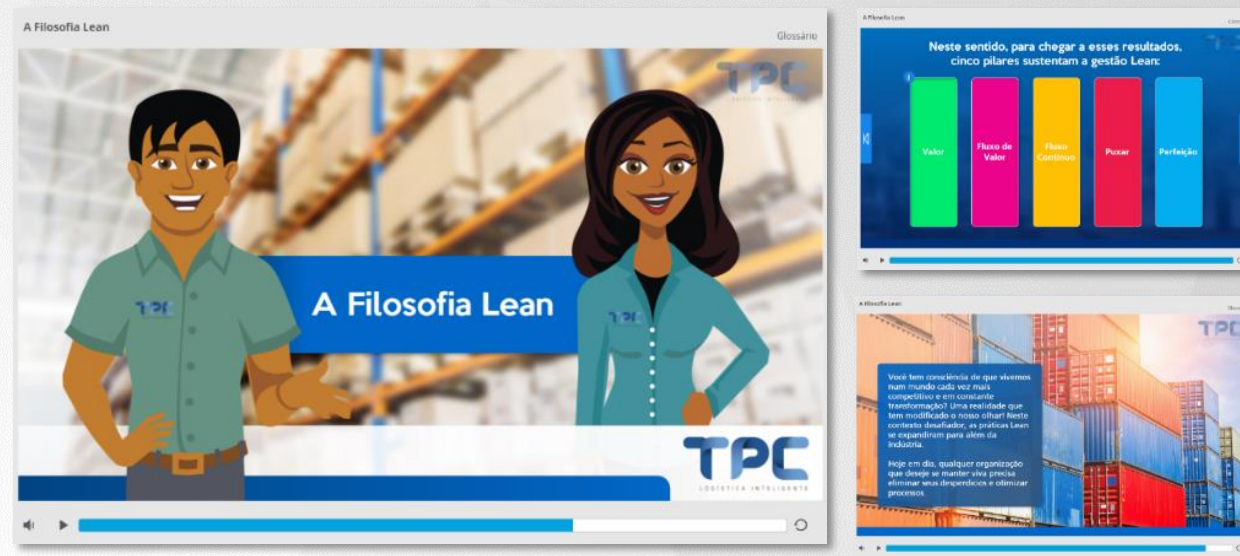 A Filosofia Lean
Glossário
TPC
LOGÍSTICA INTELIGENTE
TPC
A Filosofia Lean
TPC
TPC
LOGÍSTICA INTELIGENTE
A Filosofia Lean
Neste sentido, para chegar a esses resultados,
cinco pilares sustentam a gestão Lean:
Valor
Fluxo de
Valor
Fluxo
Contínuo
Puxar
Perfeição
A Filosofia Lean
TPC
Você tem consciência de que vivemos
num mundo cada vez mais
competitivo e em constante
transformação? Uma realidade que
tem modificado o nosso olhar! Neste
contexto desafiador, as práticas Lean
se expandiram para além da
indústria.
Hoje em dia, qualquer organização
que deseje se manter viva precisa
eliminar seus desperdícios e otimizar
processos.